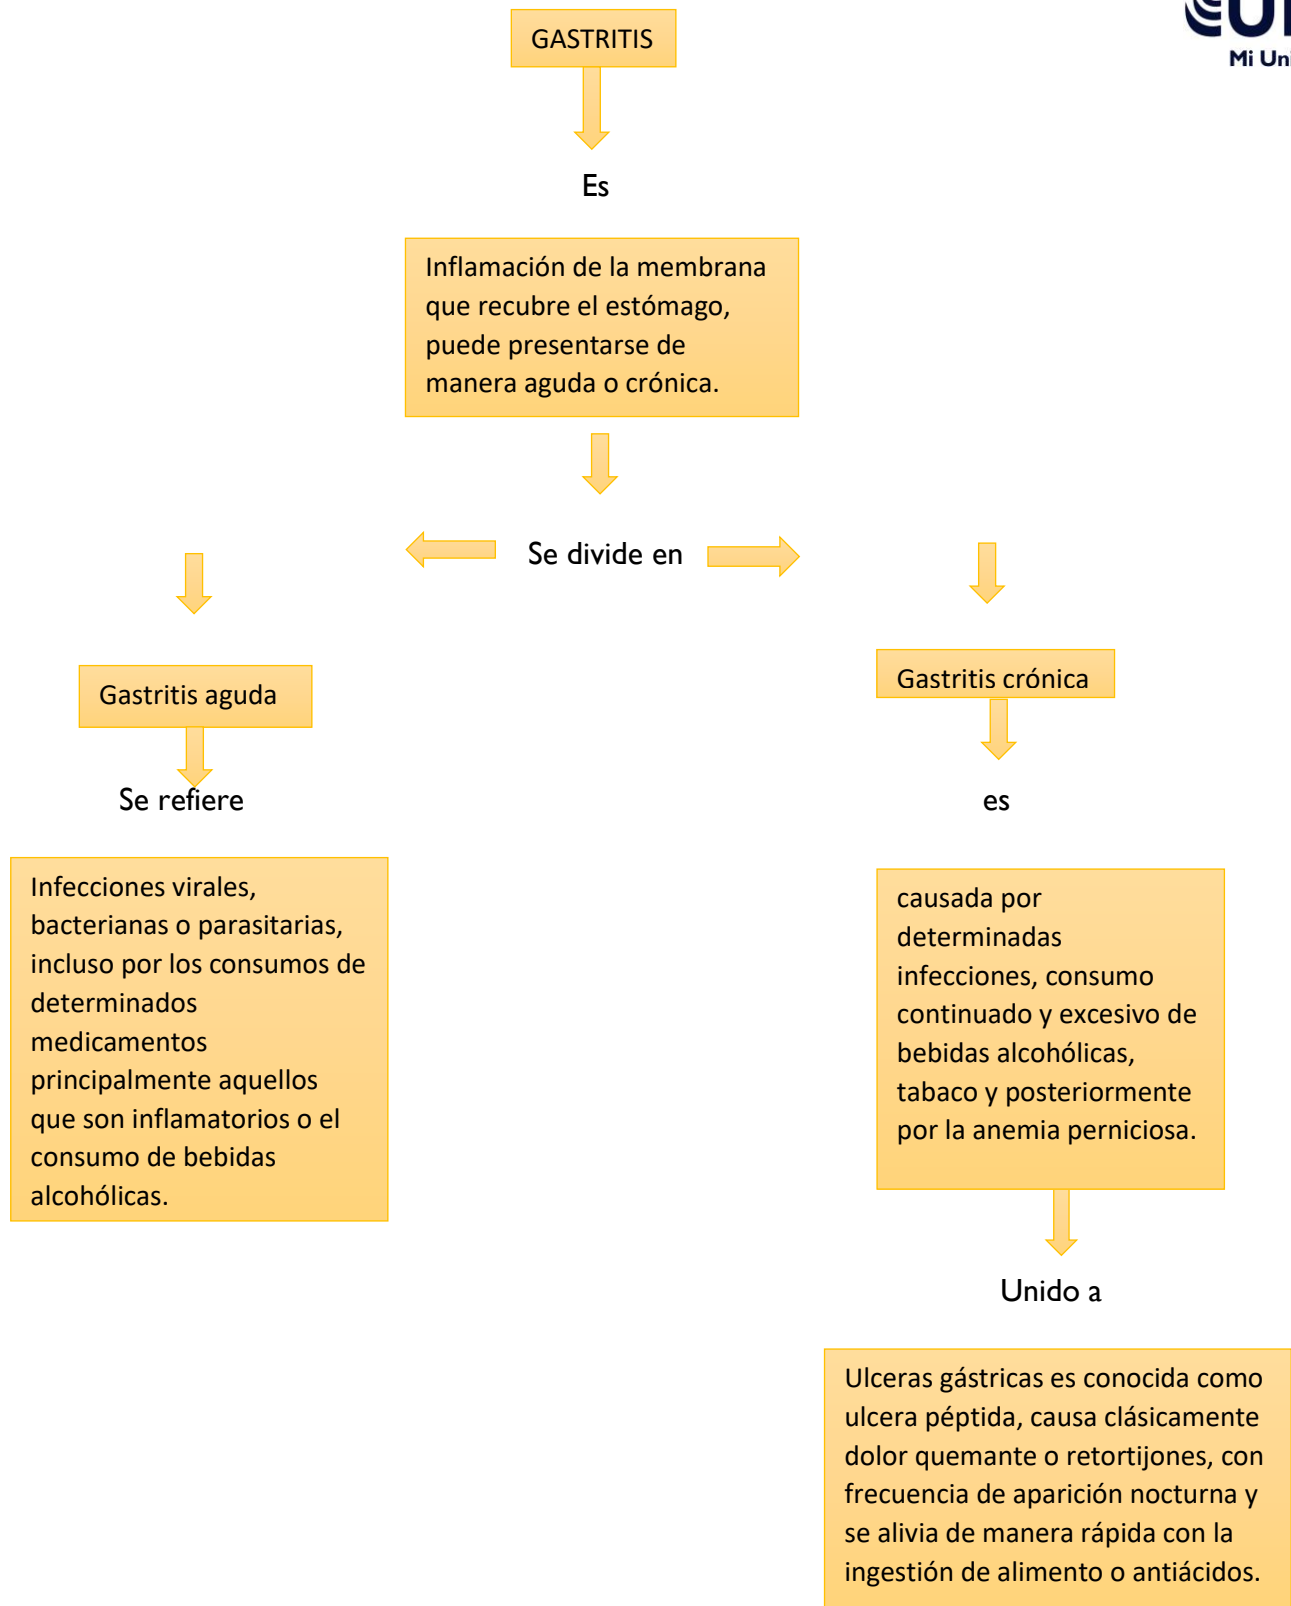 Mi Uni
GASTRITIS
Es
Inflamación de la membrana
que recubre el estómago,
puede presentarse de
manera aguda o crónica.
Se divide en
Gastritis aguda
Se refiere
Infecciones virales,
bacterianas o parasitarias,
incluso por los consumos de
determinados
medicamentos
principalmente aquellos
que son inflamatorios o el
consumo de bebidas
alcohólicas.
Gastritis crónica
es
causada por
determinadas
infecciones, consumo
continuado y excesivo de
bebidas alcohólicas,
tabaco y posteriormente
por la anemia perniciosa.
Unido a
Ulceras gástricas es conocida como
ulcera péptida, causa clásicamente
dolor quemante o retortijones, con
frecuencia de aparición nocturna y
se alivia de manera rápida con la
ingestión de alimento o antiácidos.